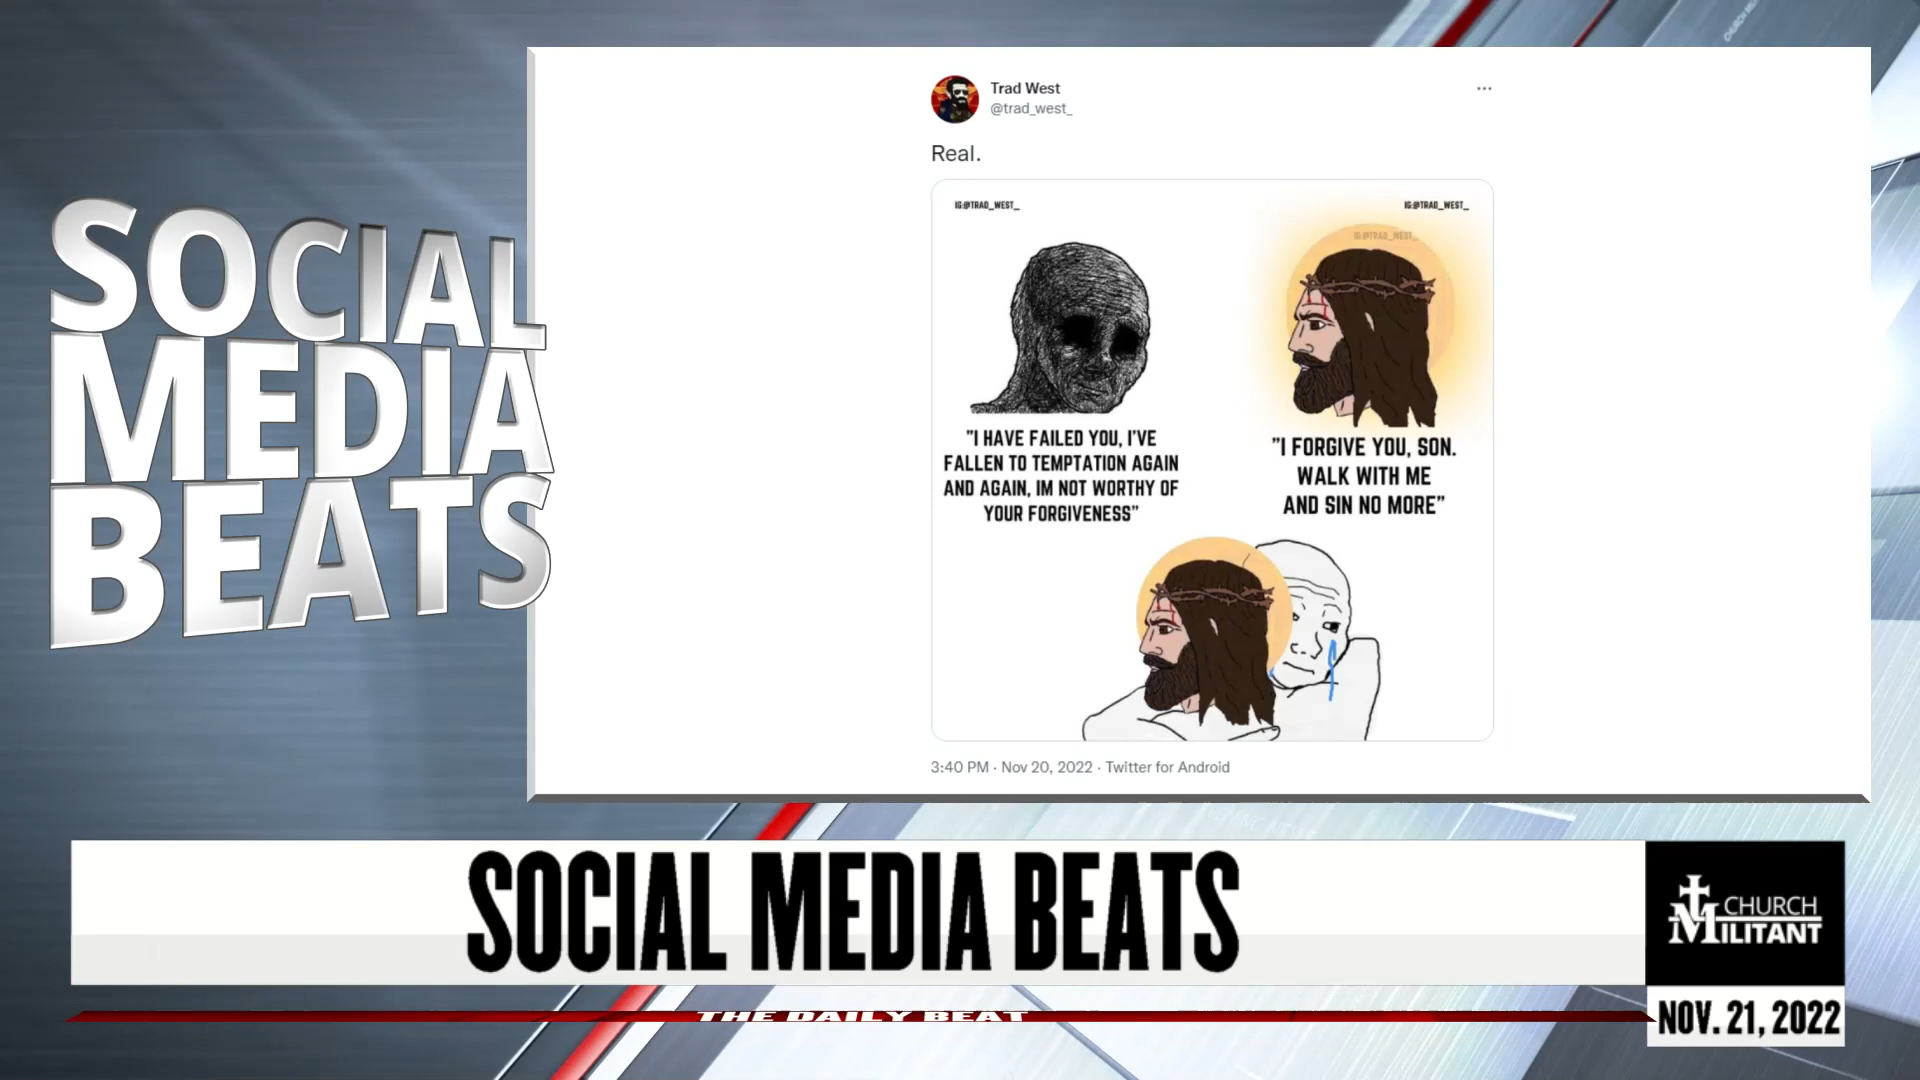 SOCIAL
MEDIA
BEATS
Trad West
@trad_west_
Real.
IG:@TRAD_WEST_
IG:@TRAD_WEST_
IG:@TRAD_WEST_
"I HAVE FAILED YOU, I'VE
FALLEN TO TEMPTATION AGAIN
AND AGAIN, IM NOT WORTHY OF
YOUR FORGIVENESS"
"I FORGIVE YOU, SON.
WALK WITH ME
AND SIN NO MORE"
3:40 PM · Nov 20, 2022 · Twitter for Android
SOCIAL MEDIA BEATS
CHURCH
MILITANT
THE DAILY BEAT
NOV. 21, 2022